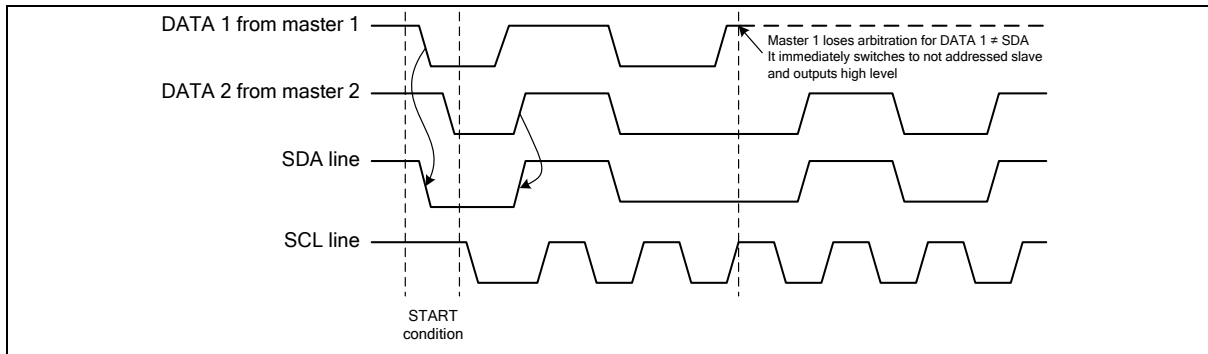 DATA 1 from master 1
Master 1 loses arbitration for DATA 1 ≠ SDA
It immediately switches to not addressed slave
and outputs high level
DATA 2 from master 2
SDA line
SCL line
START
condition